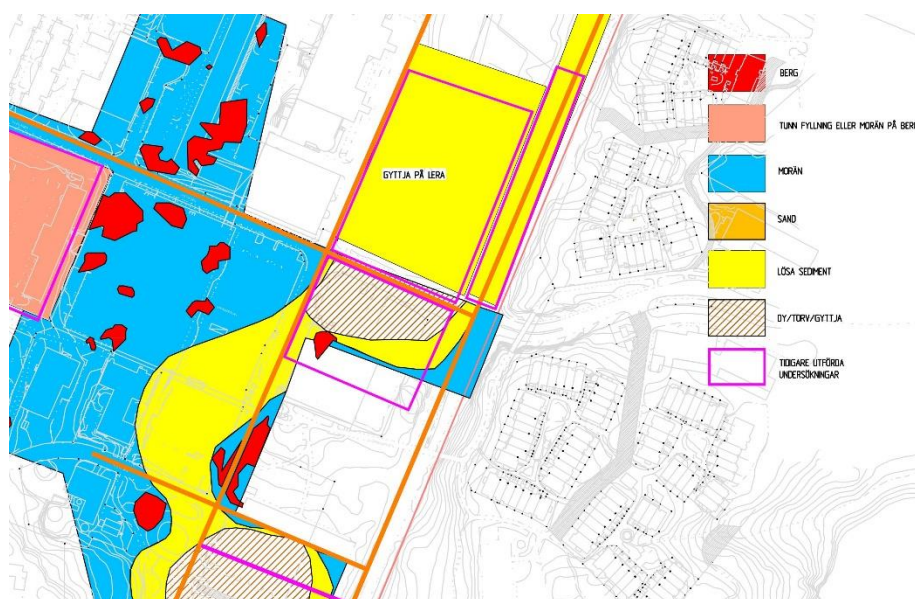 BERG
TUNN FYLLNING ELLER MORÄN PÅ BERG
MORÄN
GYTTJA PÅ LERA
SAND
LÖSA SEDIMENT
DY/TORV/GYTTJA
TIDIGARE UTFÖRDA
UNDERSÖKNINGAR